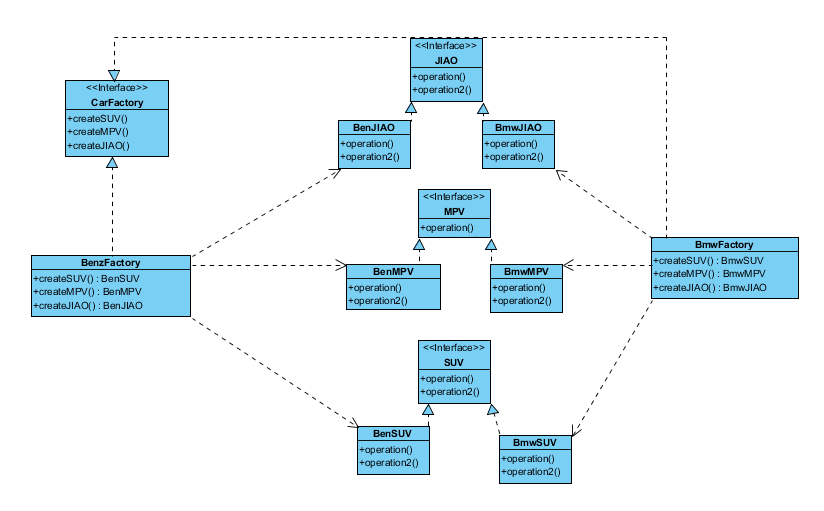 <<Interface>>
JIAO
+operation()
+operation2()
<<Interface>>
CarFactory
+createSUV()
+createMPV()
+createJIAO()
BenJIAO
+operation()
+operation2()
BmwJIAO
+operation()
+operation2()
<<Interface>>
MPV
+operation()
BenzFactory
+createSUV() : BenSUV
+createMPV() : BenMPV
+createJIAO() : BenJIAO
BenMPV
+operation()
+operation2()
BmwMPV
+operation()
+operation2()
BmwFactory
+createSUV() : BmwSUV
+createMPV() : BmwMPV
+createJIAO() : BmwJIAO
<<Interface>>
SUV
+operation()
+operation2()
BenSUV
+operation()
+operation2()
BmwSUV
+operation()
+operation2()